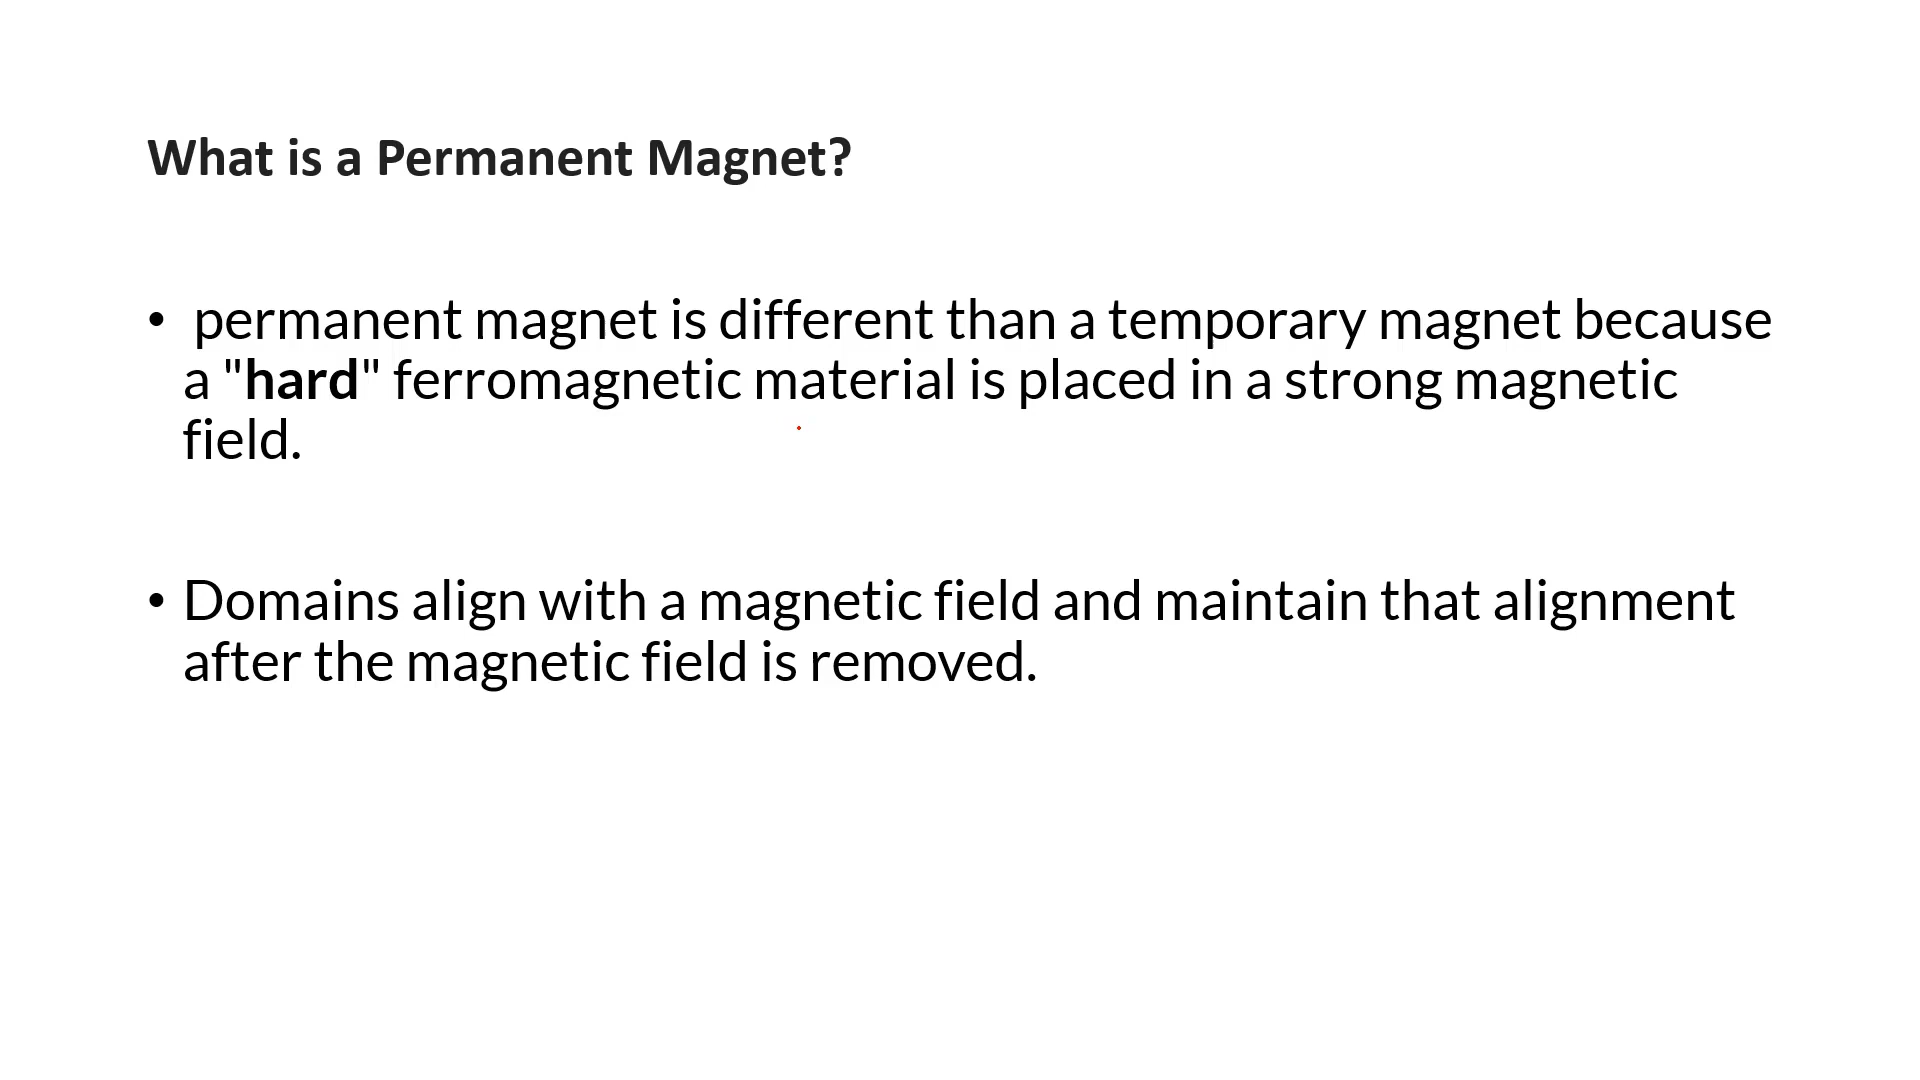 What is a Permanent Magnet?
• permanent magnet is different than a temporary magnet because
a "hard" ferromagnetic material is placed in a strong magnetic
field.
• Domains align with a magnetic field and maintain that alignment
after the magnetic field is removed.